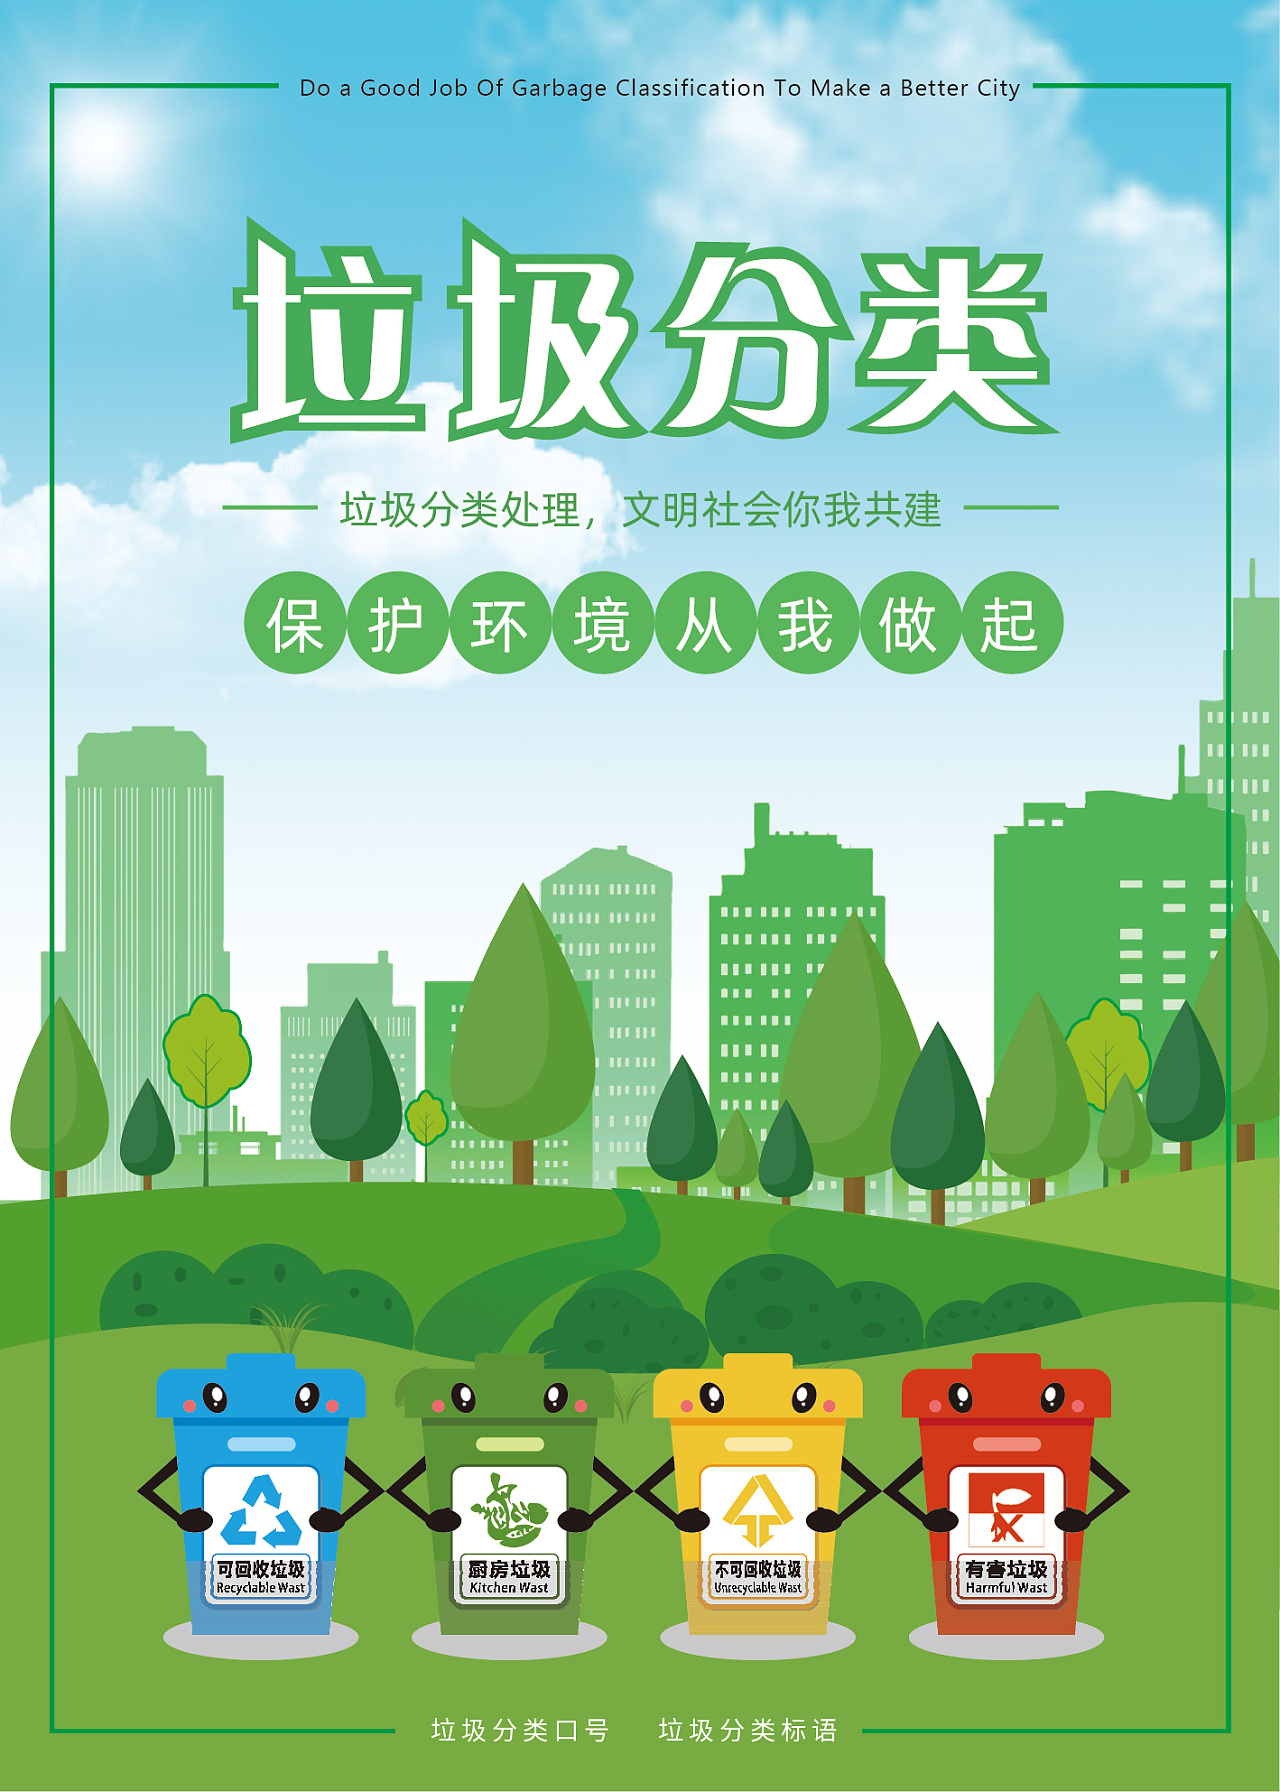 Do a Good Job Of Garbage Classification To Make a Better City
垃圾分类
垃圾分类处理，文明社会你我共建
保护环境从我做起
可回收垃圾
Recyclable Wast
厨房垃圾
Kitchen Wast
不可回收垃圾
Unrecyclable Wast
有害垃圾
Harmful Wast
垃圾分类口号 垃圾分类标语